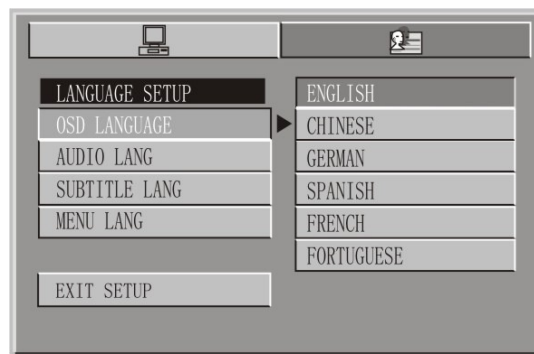 LANGUAGE SETUP
OSD LANGUAGE
AUDIO LANG
SUBTITLE LANG
MENU LANG
EXIT SETUP
ENGLISH
CHINESE
GERMAN
SPANISH
FRENCH
FORTUGUESE